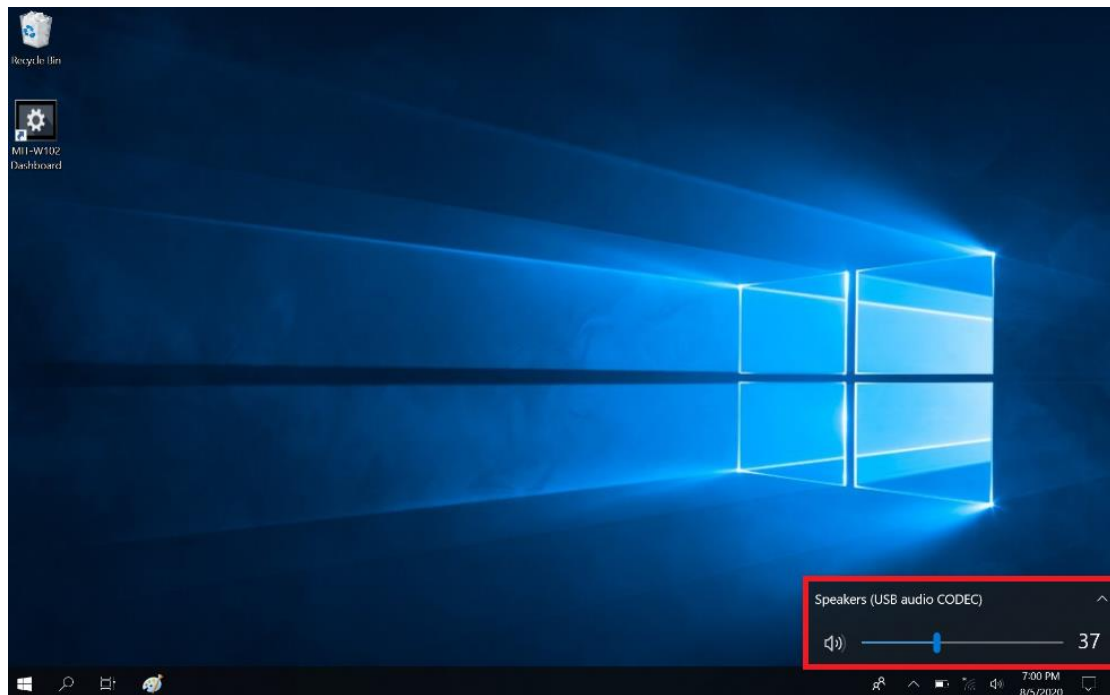 Recycle Bin
MIT-W102
Dashboard
Speakers (USB audio CODEC)
37
7:00 PM
8/5/2020